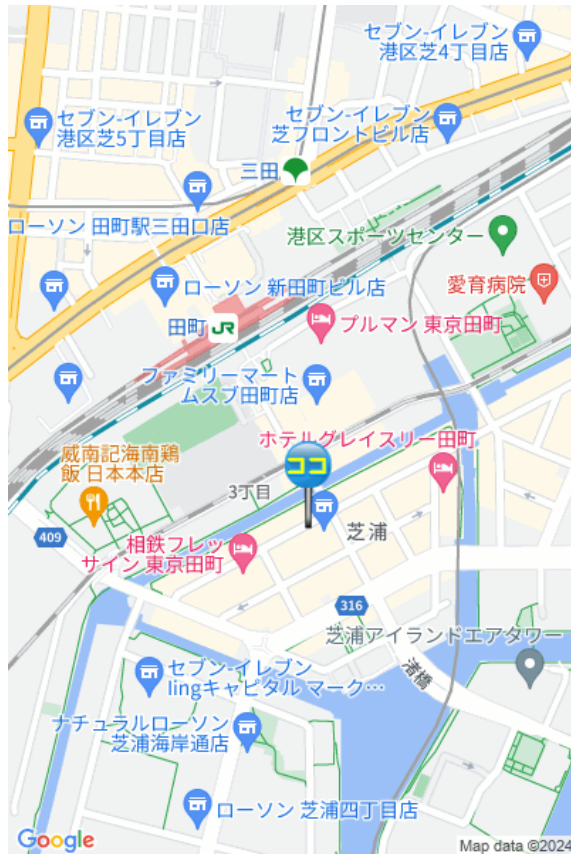 セブン-イレブン
港区芝4丁目店
セブン-イレブン
港区芝5丁目店
セブン-イレブン
芝フロントビル店
三田
ローソン 田町駅三田口店
港区スポーツセンター
愛育病院
ローソン 新田町ビル店
田町
JR
プルマン 東京田町
ファミリーマート
ムスブ田町店
ホテルグレイスリー田町
威南記海南鶏
飯 日本本店
ココ
3丁目
409
芝浦
相鉄フレッ
サイン 東京田町
316
芝浦アイランドエアタワー
渚橋
セブン-イレブン
lingキャピタル マーク…
ナチュラルローソン
芝浦海岸通店
ローソン 芝浦四丁目店
Google
Map data ©2024